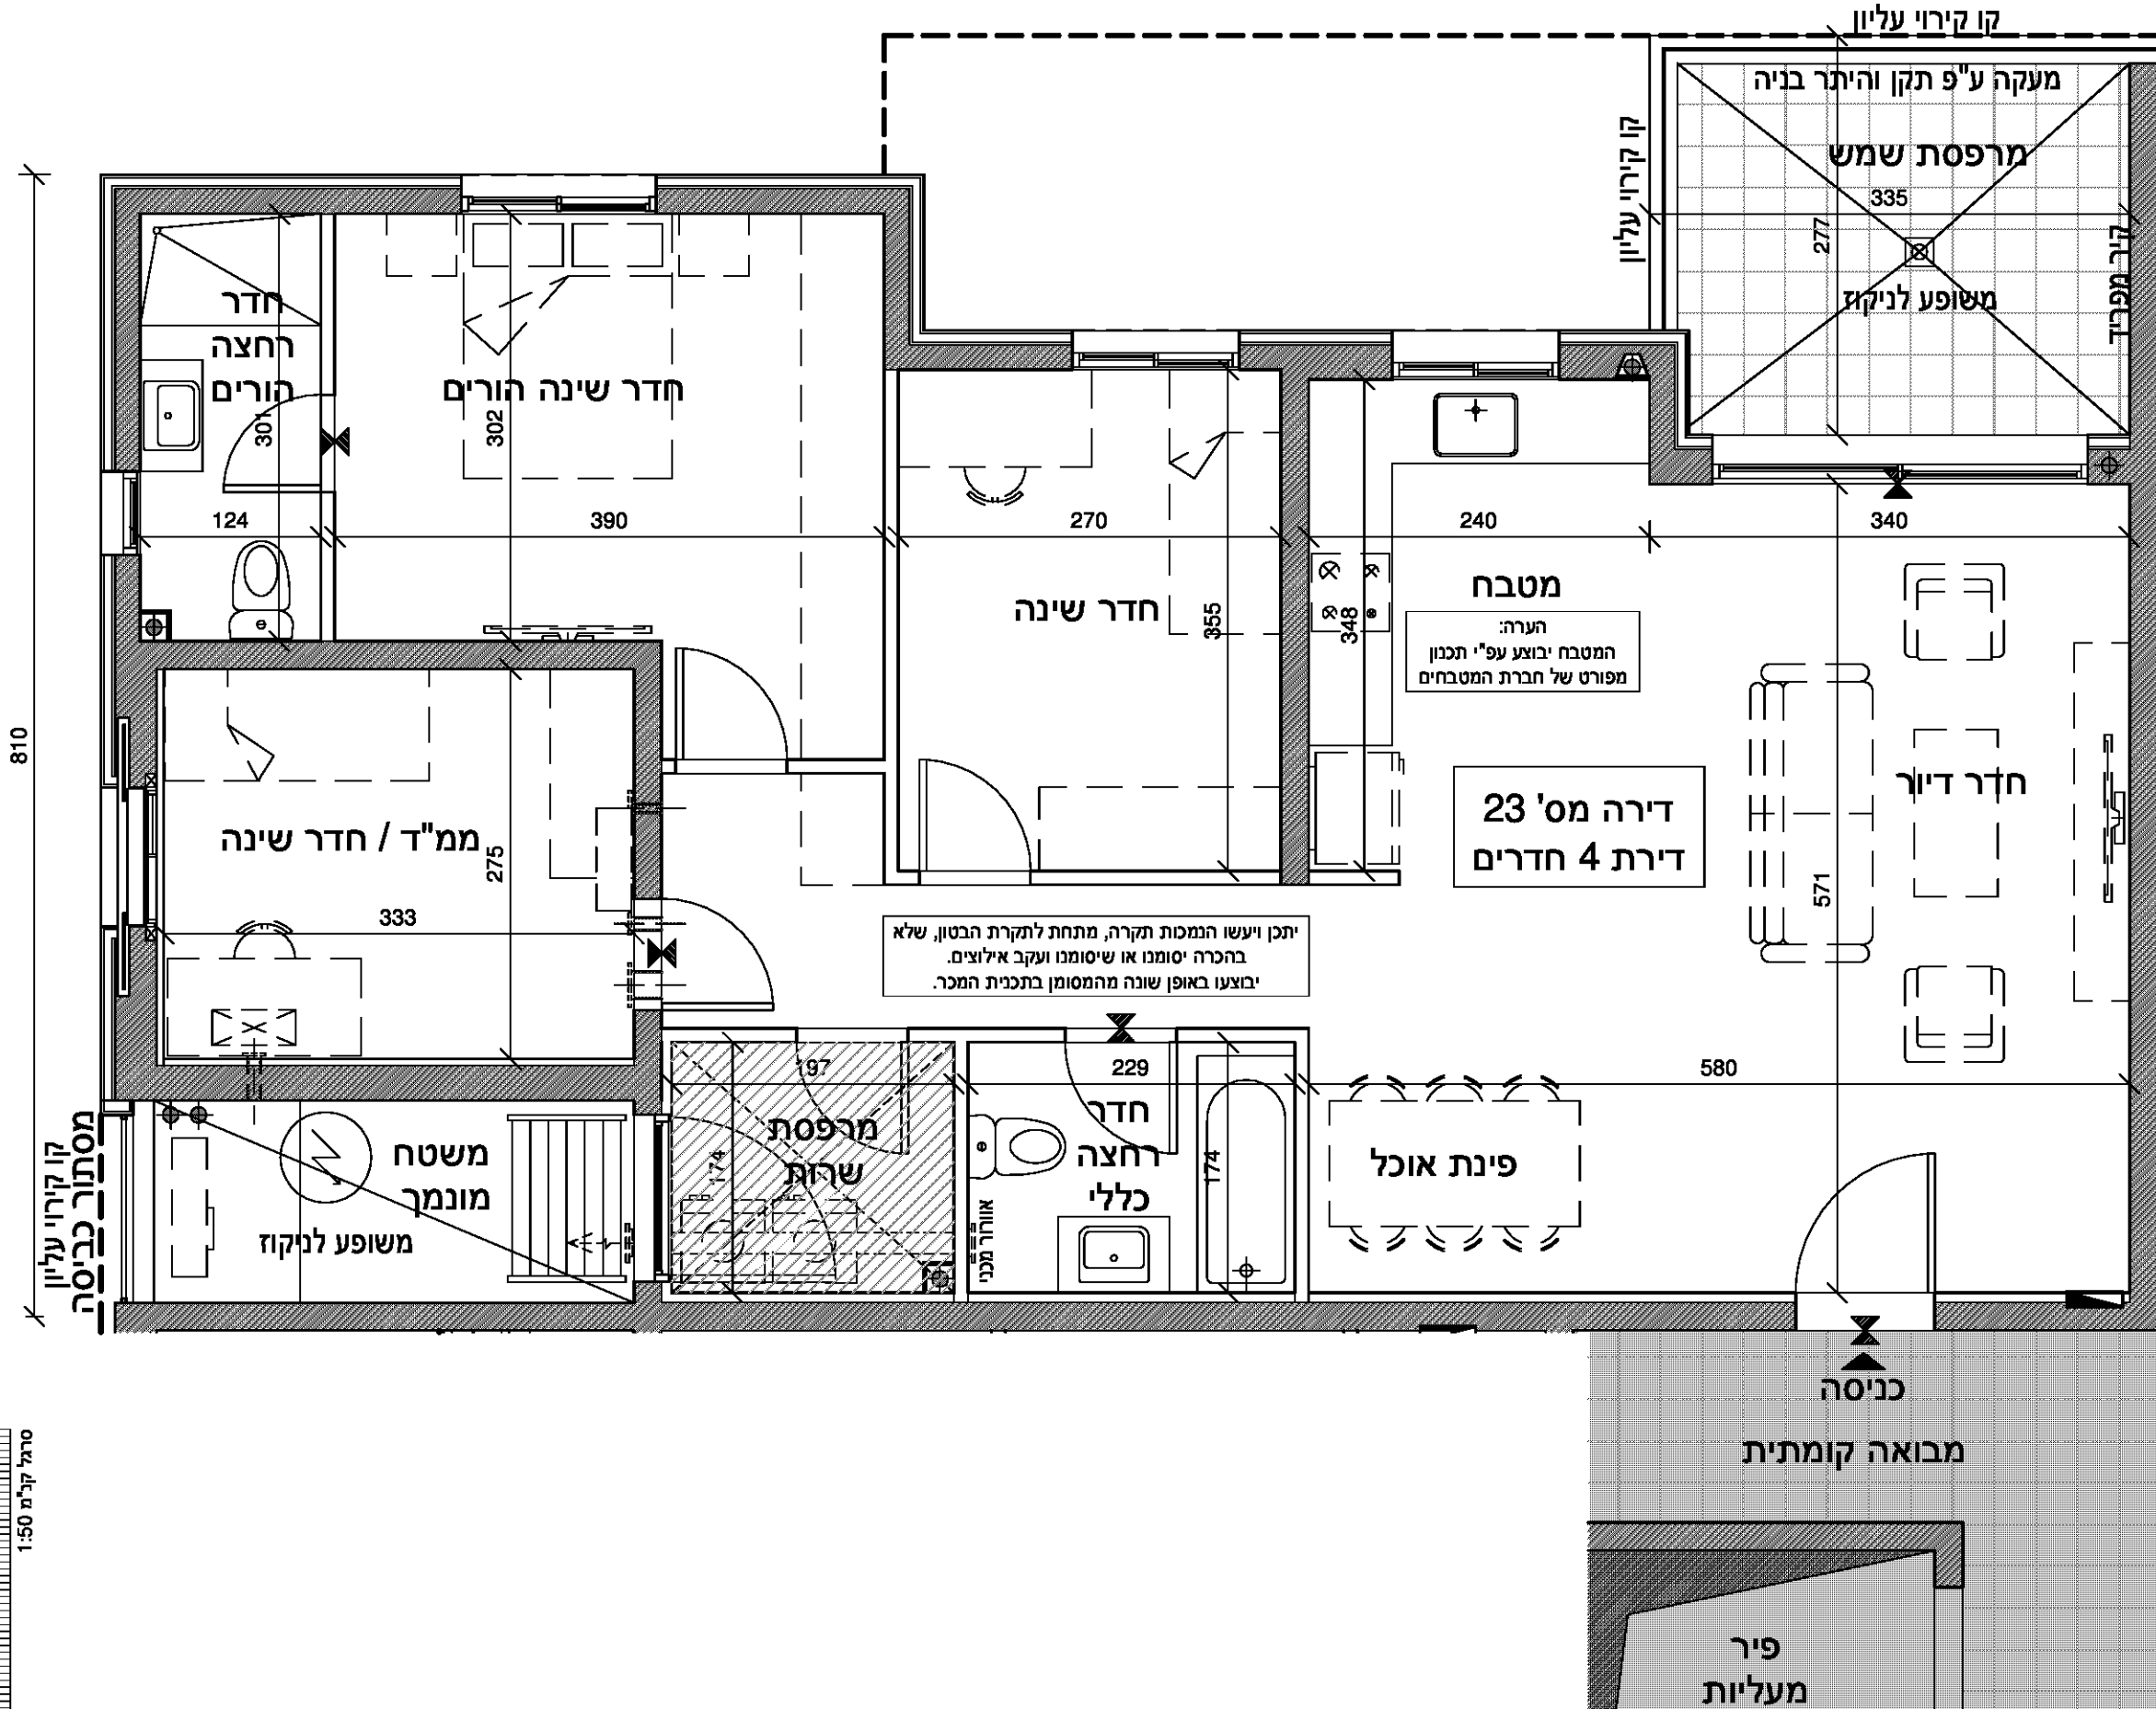 קו קירוי עליון
מעקה ע"פ תקן והיתר בניה
מרפסת שמש
335
277
משופע לניקוז
קו קירוי עליון
קיר מפריד
חדר
רחצה
הורים
301
חדר שינה הורים
302
124
390
270
240
340
חדר שינה
355
מטבח
348
הערה:
המטבח יבוצע עפ"י תכנון
מפורט של חברת המטבחים
810
ממ"ד / חדר שינה
275
333
דירה מס' 23
דירת 4 חדרים
חדר דיור
571
יתכן ויעשו הנמכות תקרה, מתחת לתקרת הבטון, שלא
בהכרה יסומנו או שיסומנו ועקב אילוצים.
יבוצעו באופן שונה מהמסומן בתכנית המכר.
197
229
580
מרפסת
שרות
174
חדר
רחצה
כללי
174
אוורור מכני
פינת אוכל
משטח
מונמך
משופע לניקוז
קו קירוי עליון
מסתור כביסה
כניסה
מבואה קומתית
פיר
מעליות
סרגל קנ"מ 1:50